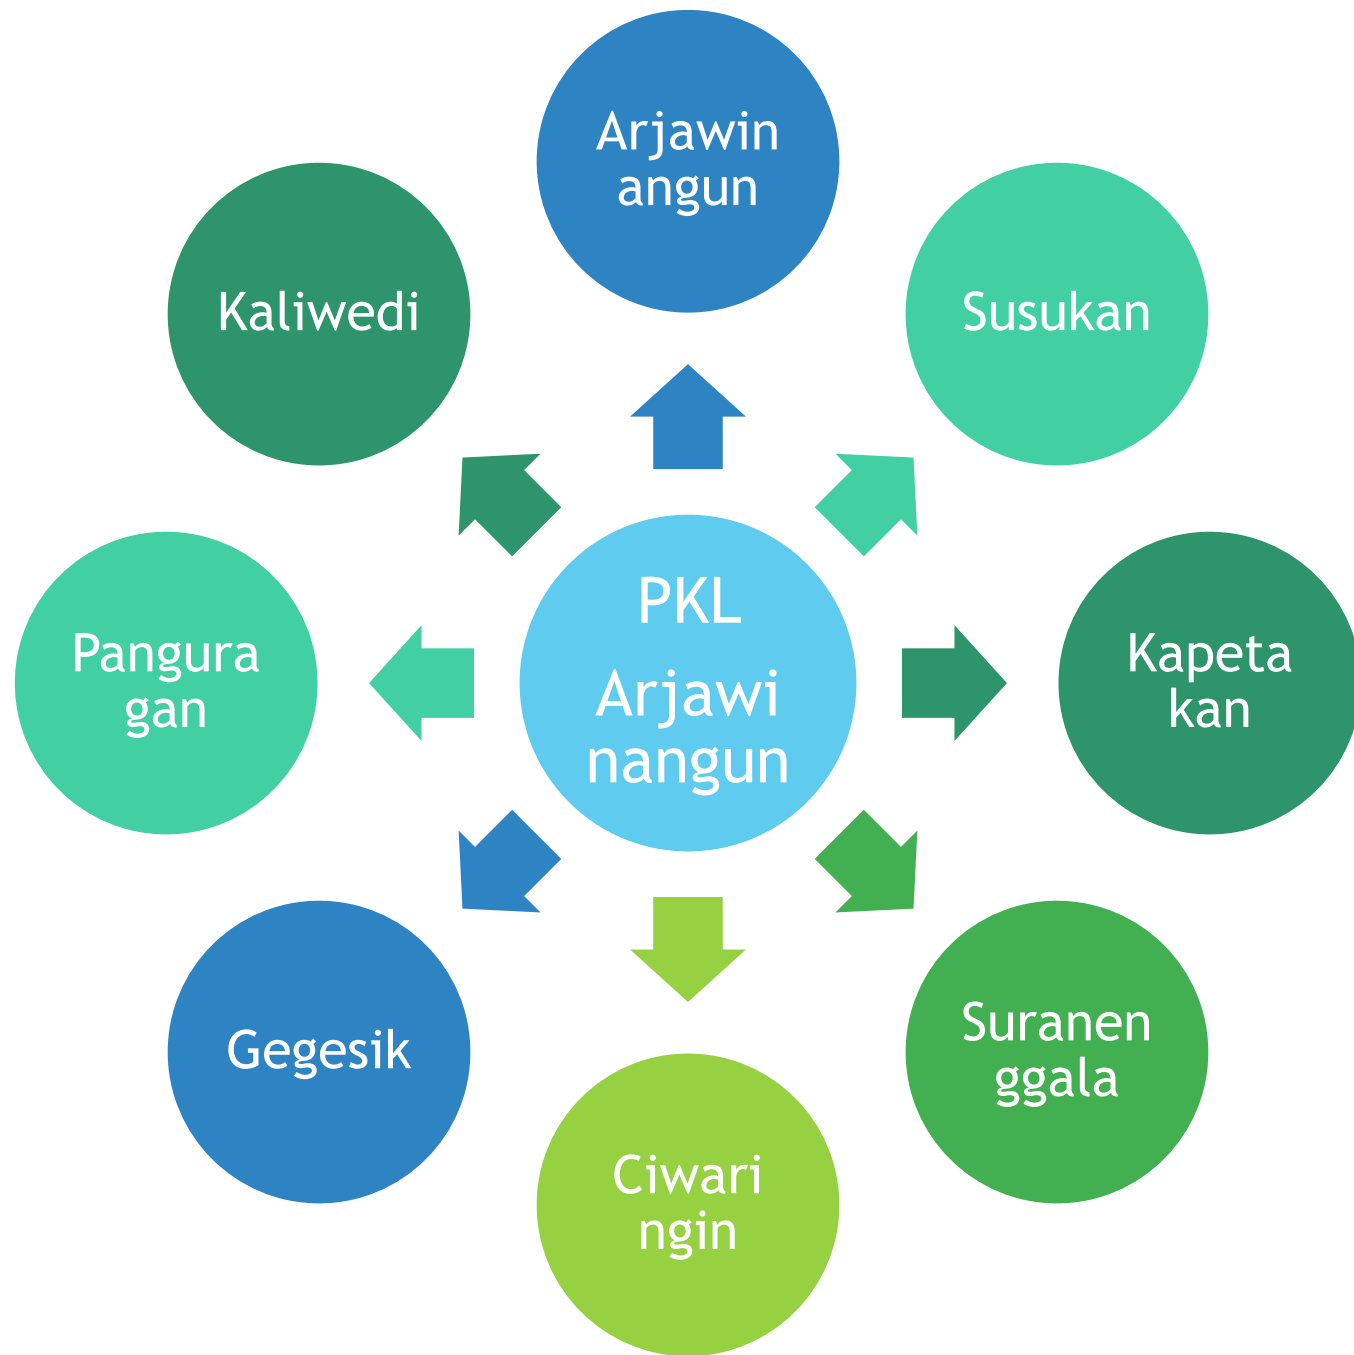 Arjawin
angun
Kaliwedi
Susukan
PKL
Arjawi
nangun
Pangura
gan
Kapeta
kan
Gegesik
Suranen
ggala
Ciwari
ngin